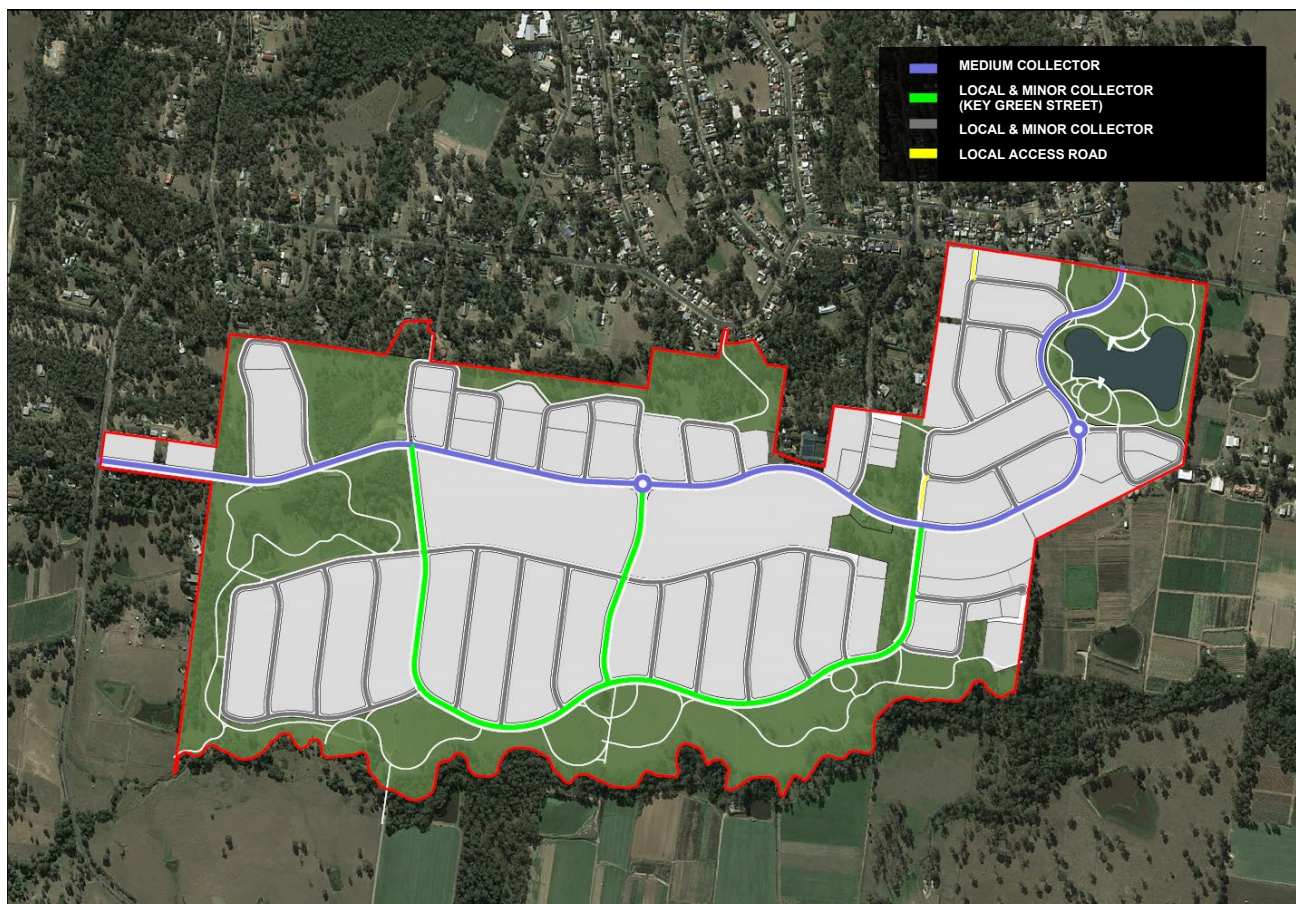 MEDIUM COLLECTOR
LOCAL & MINOR COLLECTOR
(KEY GREEN STREET)
LOCAL & MINOR COLLECTOR
LOCAL ACCESS ROAD